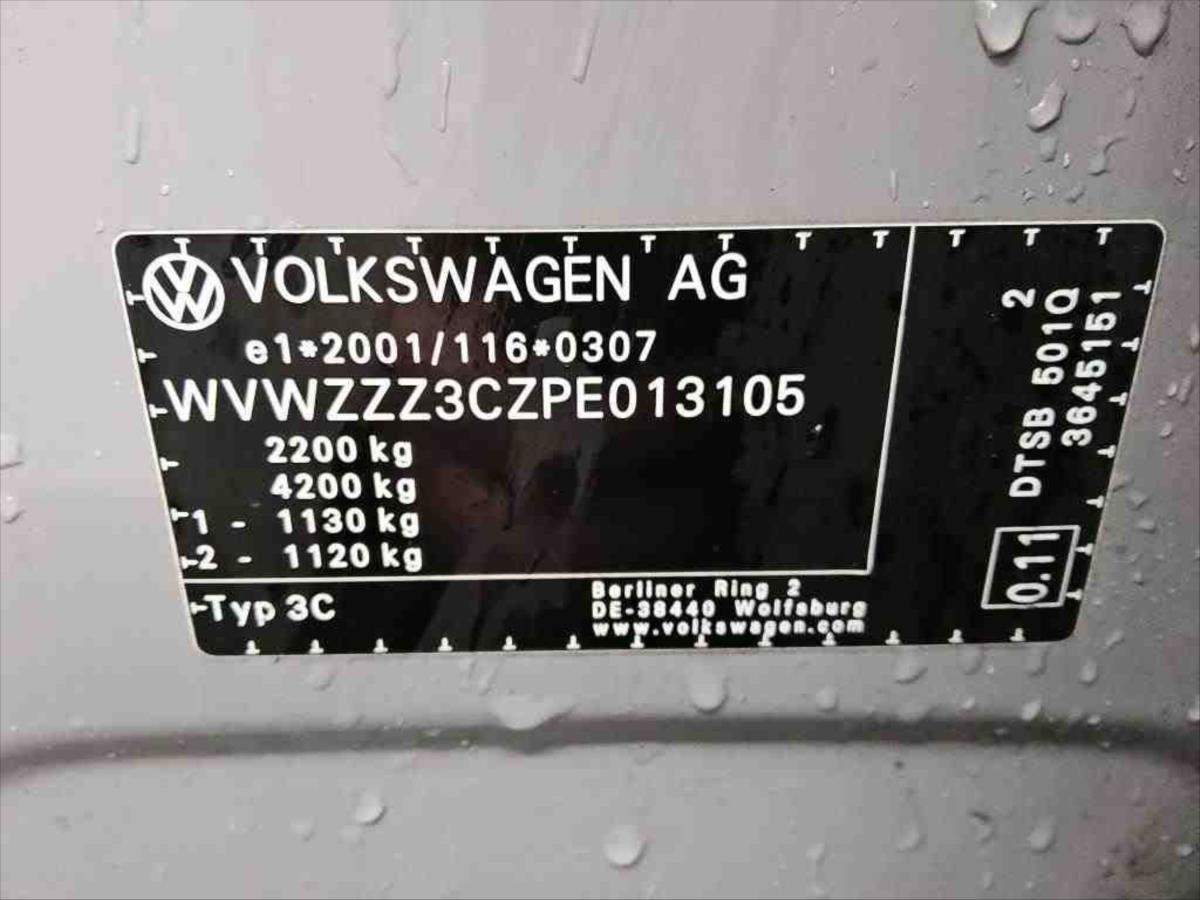 VOLKSWAGEN AG
e1*2001/116*0307
WVWZZZ3CZPE013105
2200 kg
4200 kg
1 - 1130 kg
2 - 1120 kg
Typ 3C
Berliner Ring 2
DE-38440 Wolfsburg
www.volkswagen.com
2
DTSB 501Q
3645151
0.11